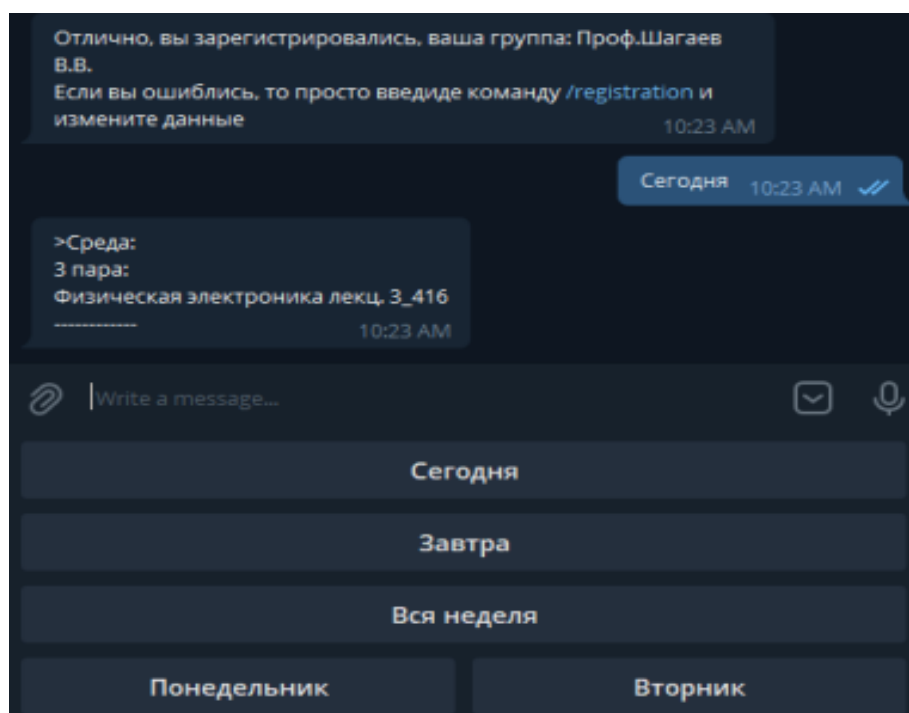 Отлично, вы зарегистрировались, ваша группа: Проф.Шагаев
В.В.
Если вы ошиблись, то просто введиде команду /registration и
измените данные
10:23 AM
Сегодня 10:23 AM
>Среда:
3 пара:
Физическая электроника лекц. 3_416
------------
10:23 AM
Write a message...
Сегодня
Завтра
Вся неделя
Понедельник Вторник